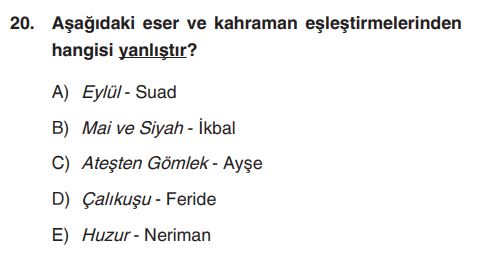 20. Aşağıdaki eser ve kahraman eşleştirmelerinden
hangisi yanlıştır?
A) Eylül - Suad
B) Mai ve Siyah - İkbal
C) Ateşten Gömlek - Ayşe
D) Çalıkuşu - Feride
E) Huzur - Neriman